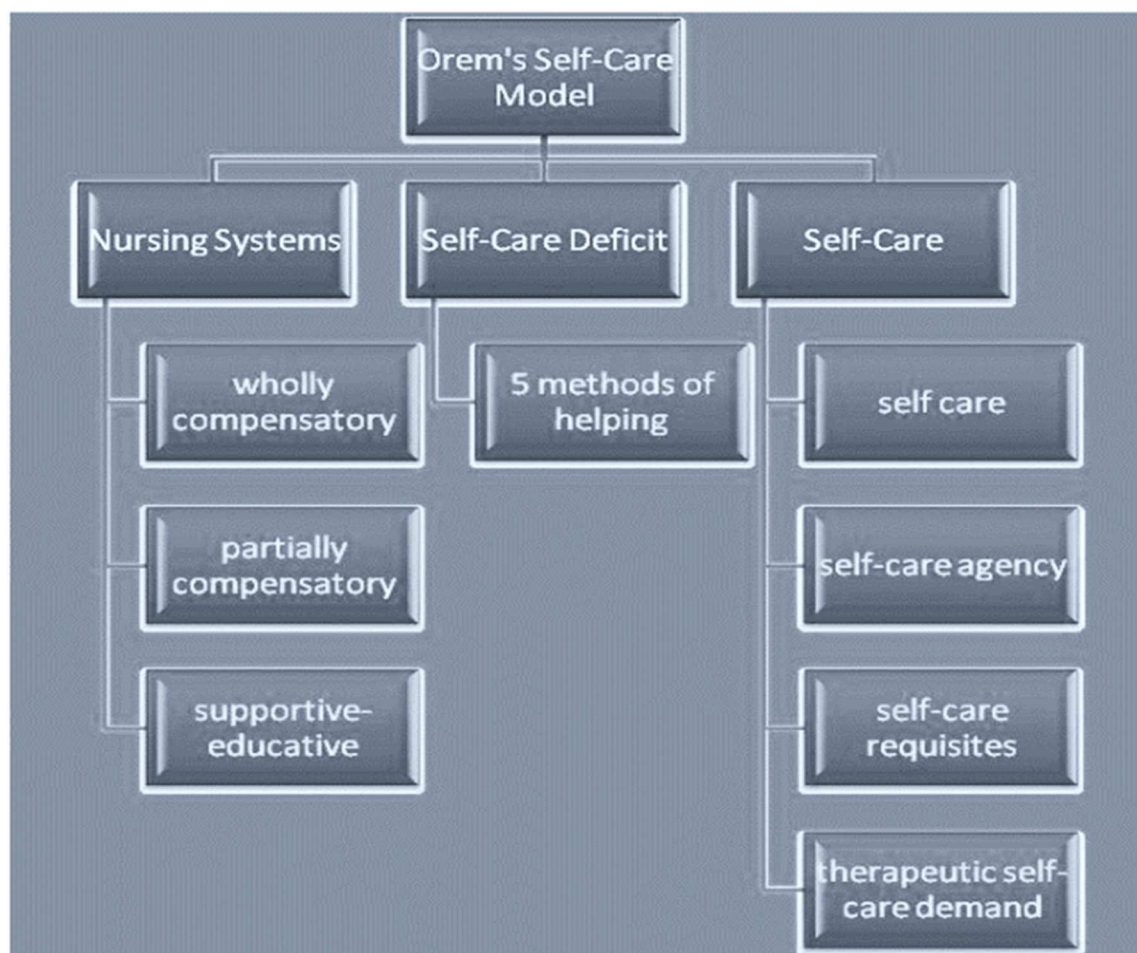 Orem's Self-Care
Model
Nursing Systems
Self-Care Deficit
Self-Care
wholly
compensatory
5 methods of
helping
self care
partially
compensatory
self-care agency
supportive-
educative
self-care
requisites
therapeutic self-
care demand